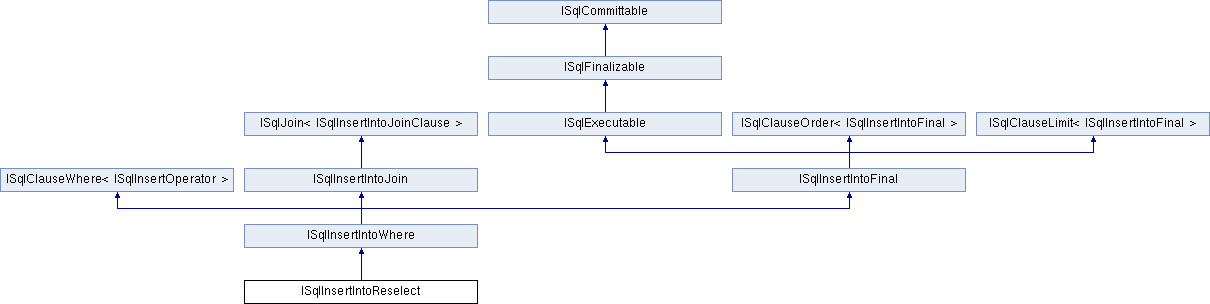 ISqlCommittable
ISqlFinalizable
ISqlJoin< ISqlInsertIntoJoinClause >
ISqlExecutable
ISqlClauseOrder< ISqlInsertIntoFinal >
ISqlClauseLimit< ISqlInsertIntoFinal >
ISqlClauseWhere< ISqlInsertOperator >
ISqlInsertIntoJoin
ISqlInsertIntoFinal
ISqlInsertIntoWhere
ISqlInsertIntoReselect